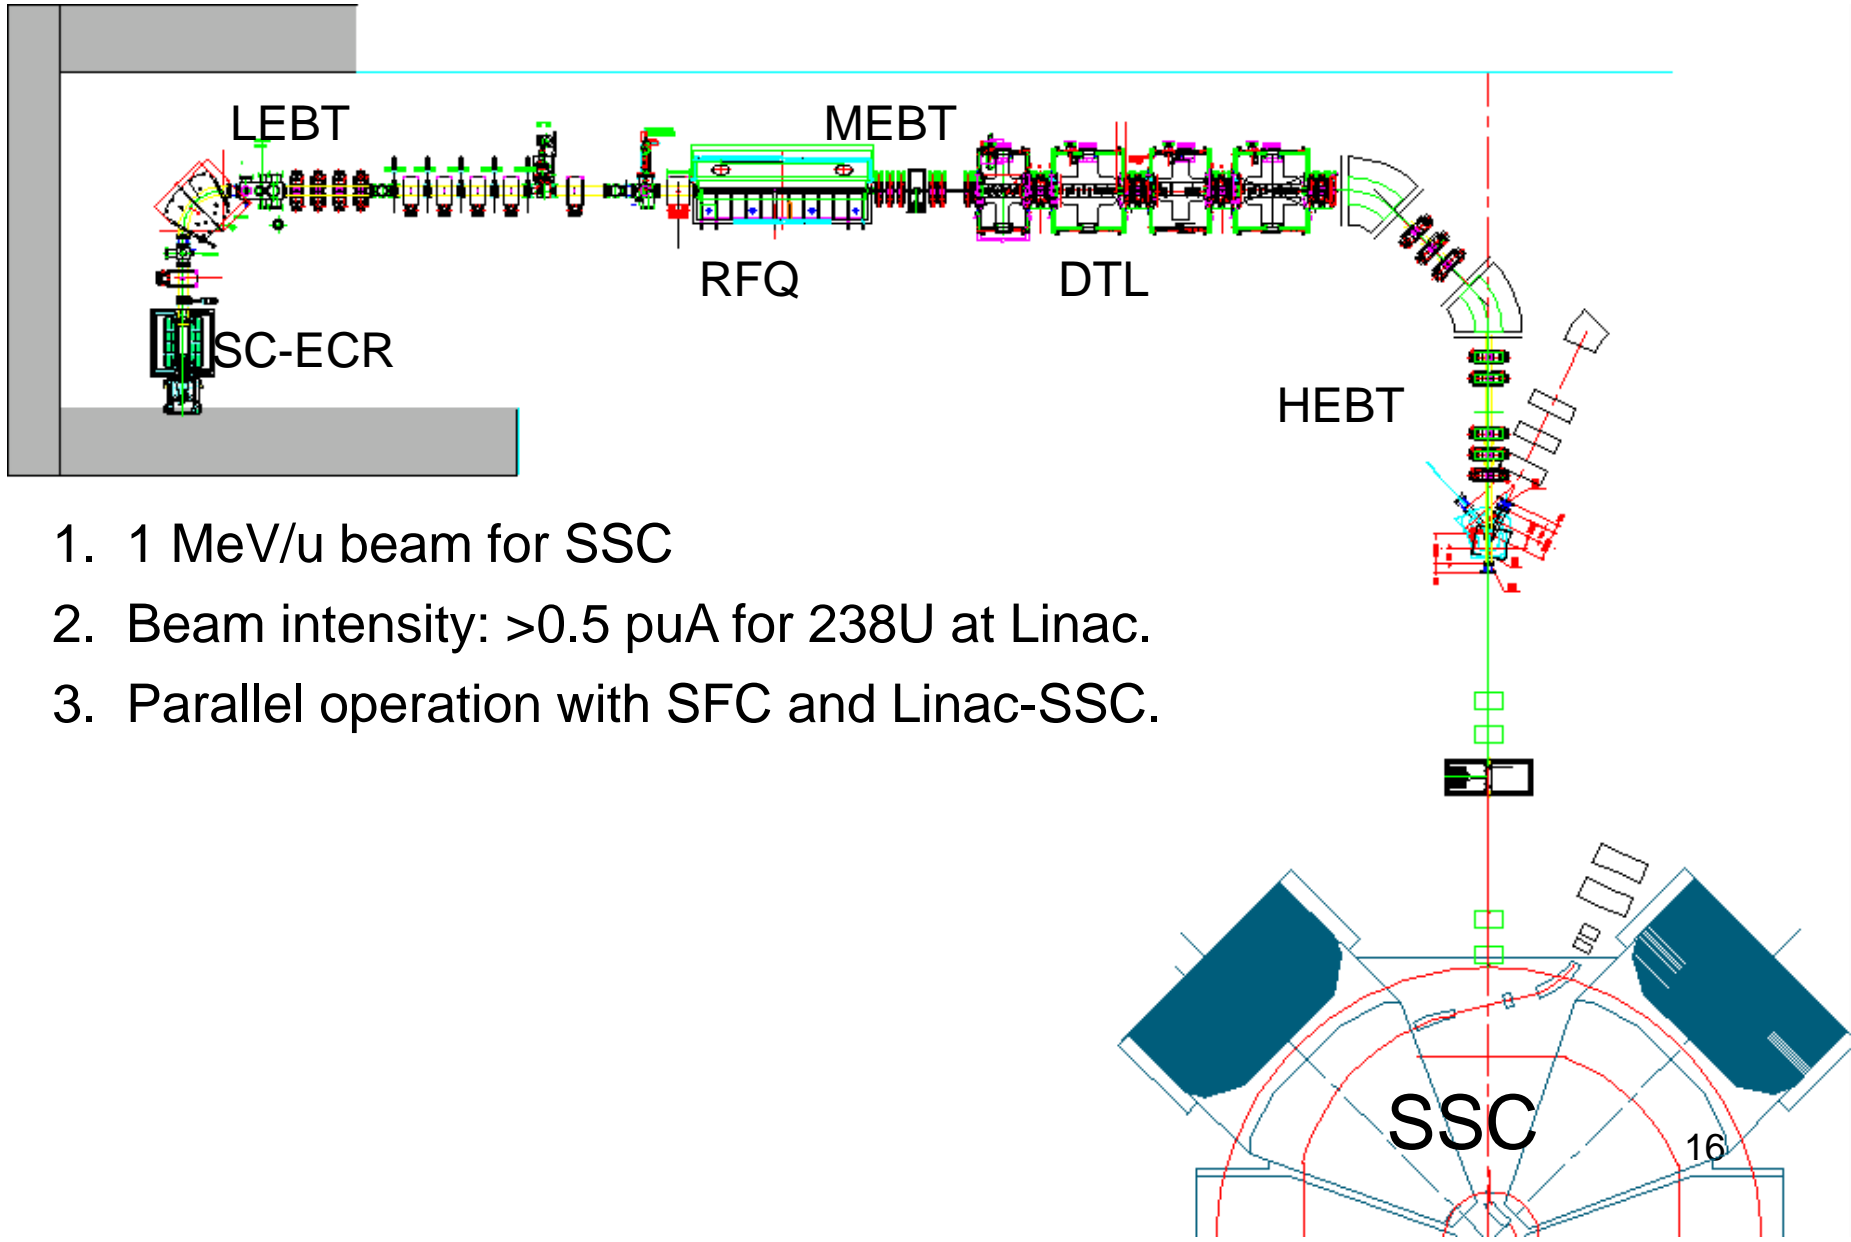 LEBT
MEBT
RFQ
DTL
SC-ECR
HEBT
1. 1 MeV/u beam for SSC
2. Beam intensity: >0.5 puA for 238U at Linac.
3. Parallel operation with SFC and Linac-SSC.
SSC
16